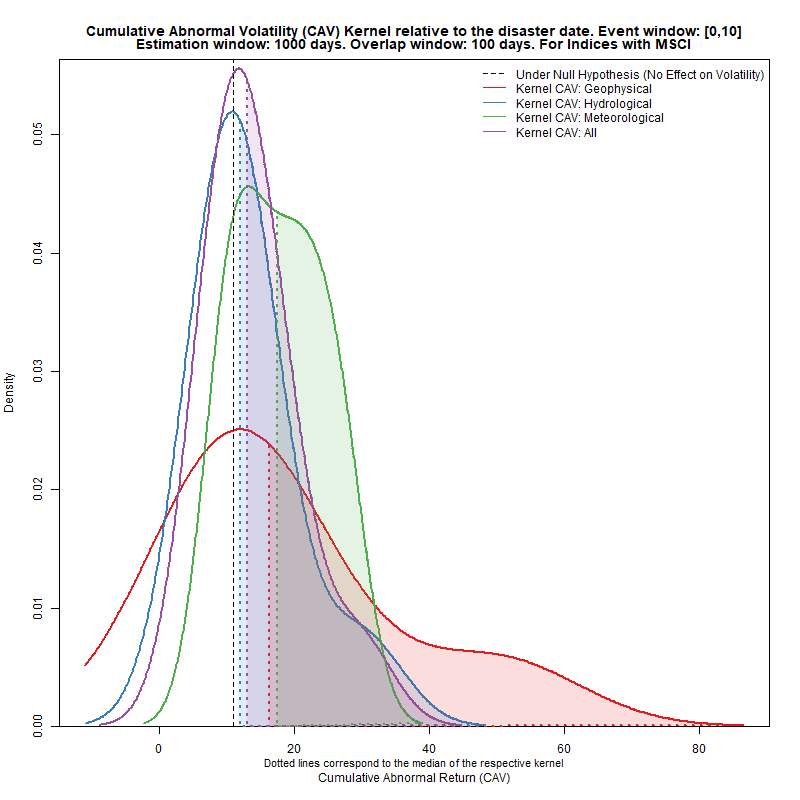 Cumulative Abnormal Volatility (CAV) Kernel relative to the disaster date. Event window: [0,10]
Estimation window: 1000 days. Overlap window: 100 days. For Indices with MSCI
Under Null Hypothesis (No Effect on Volatility)
Kernel CAV: Geophysical
Kernel CAV: Hydrological
Kernel CAV: Meteorological
Kernel CAV: All
Density
0.05
0.04
0.03
0.02
0.01
0.00
0 20 40 60 80
Dotted lines correspond to the median of the respective kernel
Cumulative Abnormal Return (CAV)